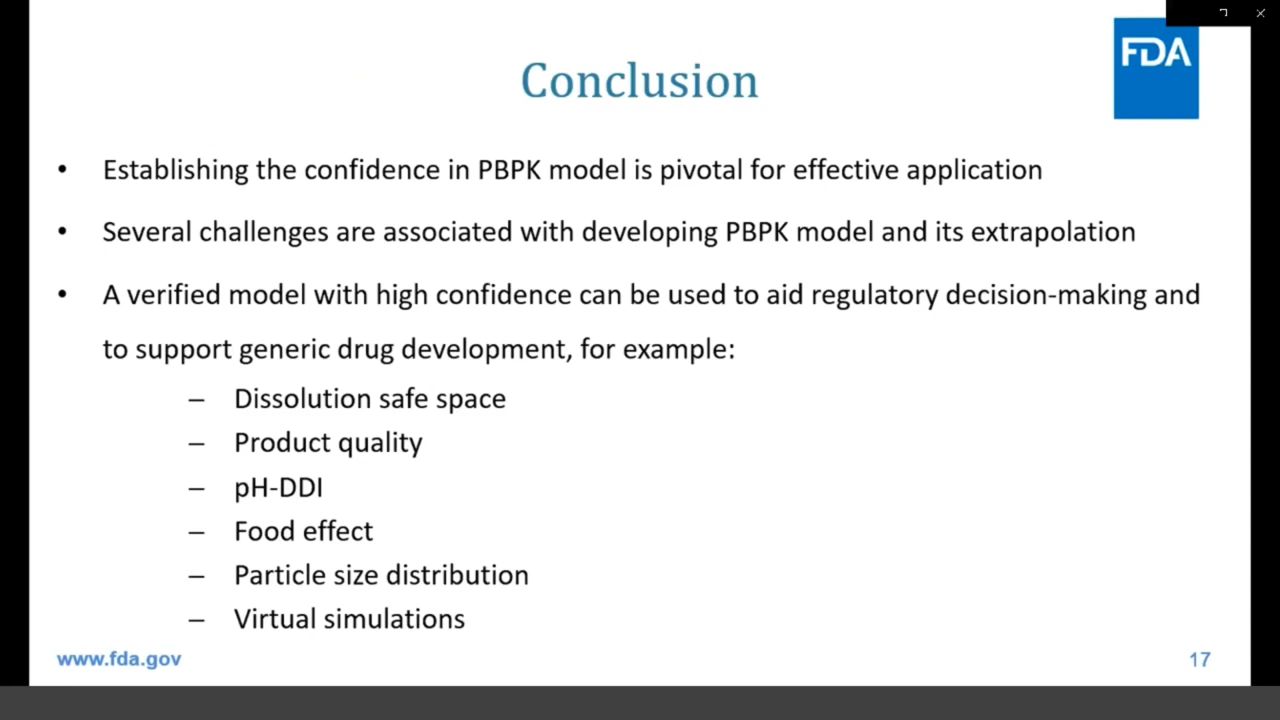 FDA
Conclusion
• Establishing the confidence in PBPK model is pivotal for effective application
• Several challenges are associated with developing PBPK model and its extrapolation
• A verified model with high confidence can be used to aid regulatory decision-making and
to support generic drug development, for example:
– Dissolution safe space
– Product quality
– pH-DDI
– Food effect
– Particle size distribution
– Virtual simulations
www.fda.gov
17